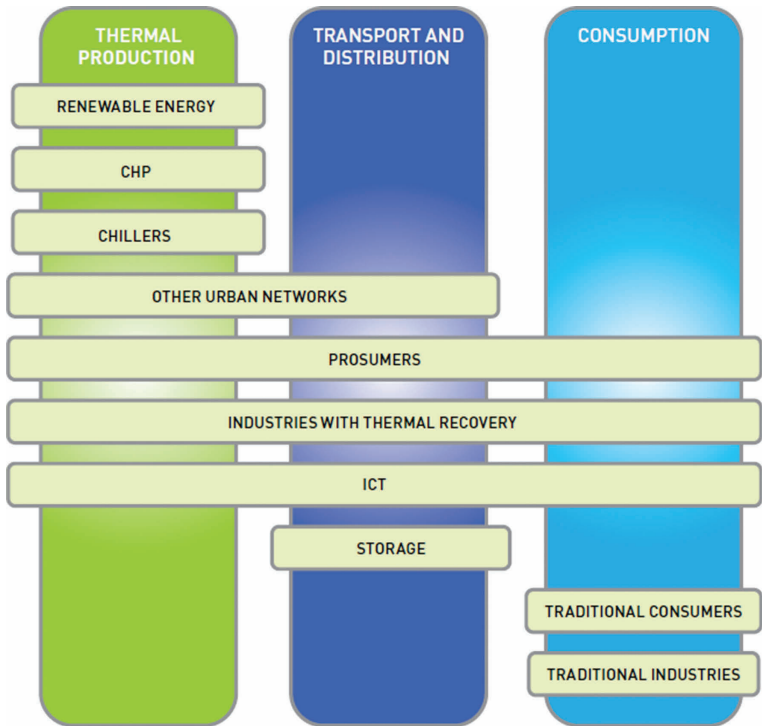 THERMAL
PRODUCTION
TRANSPORT AND
DISTRIBUTION
CONSUMPTION
RENEWABLE ENERGY
CHP
CHILLERS
OTHER URBAN NETWORKS
PROSUMERS
INDUSTRIES WITH THERMAL RECOVERY
ICT
STORAGE
TRADITIONAL CONSUMERS
TRADITIONAL INDUSTRIES